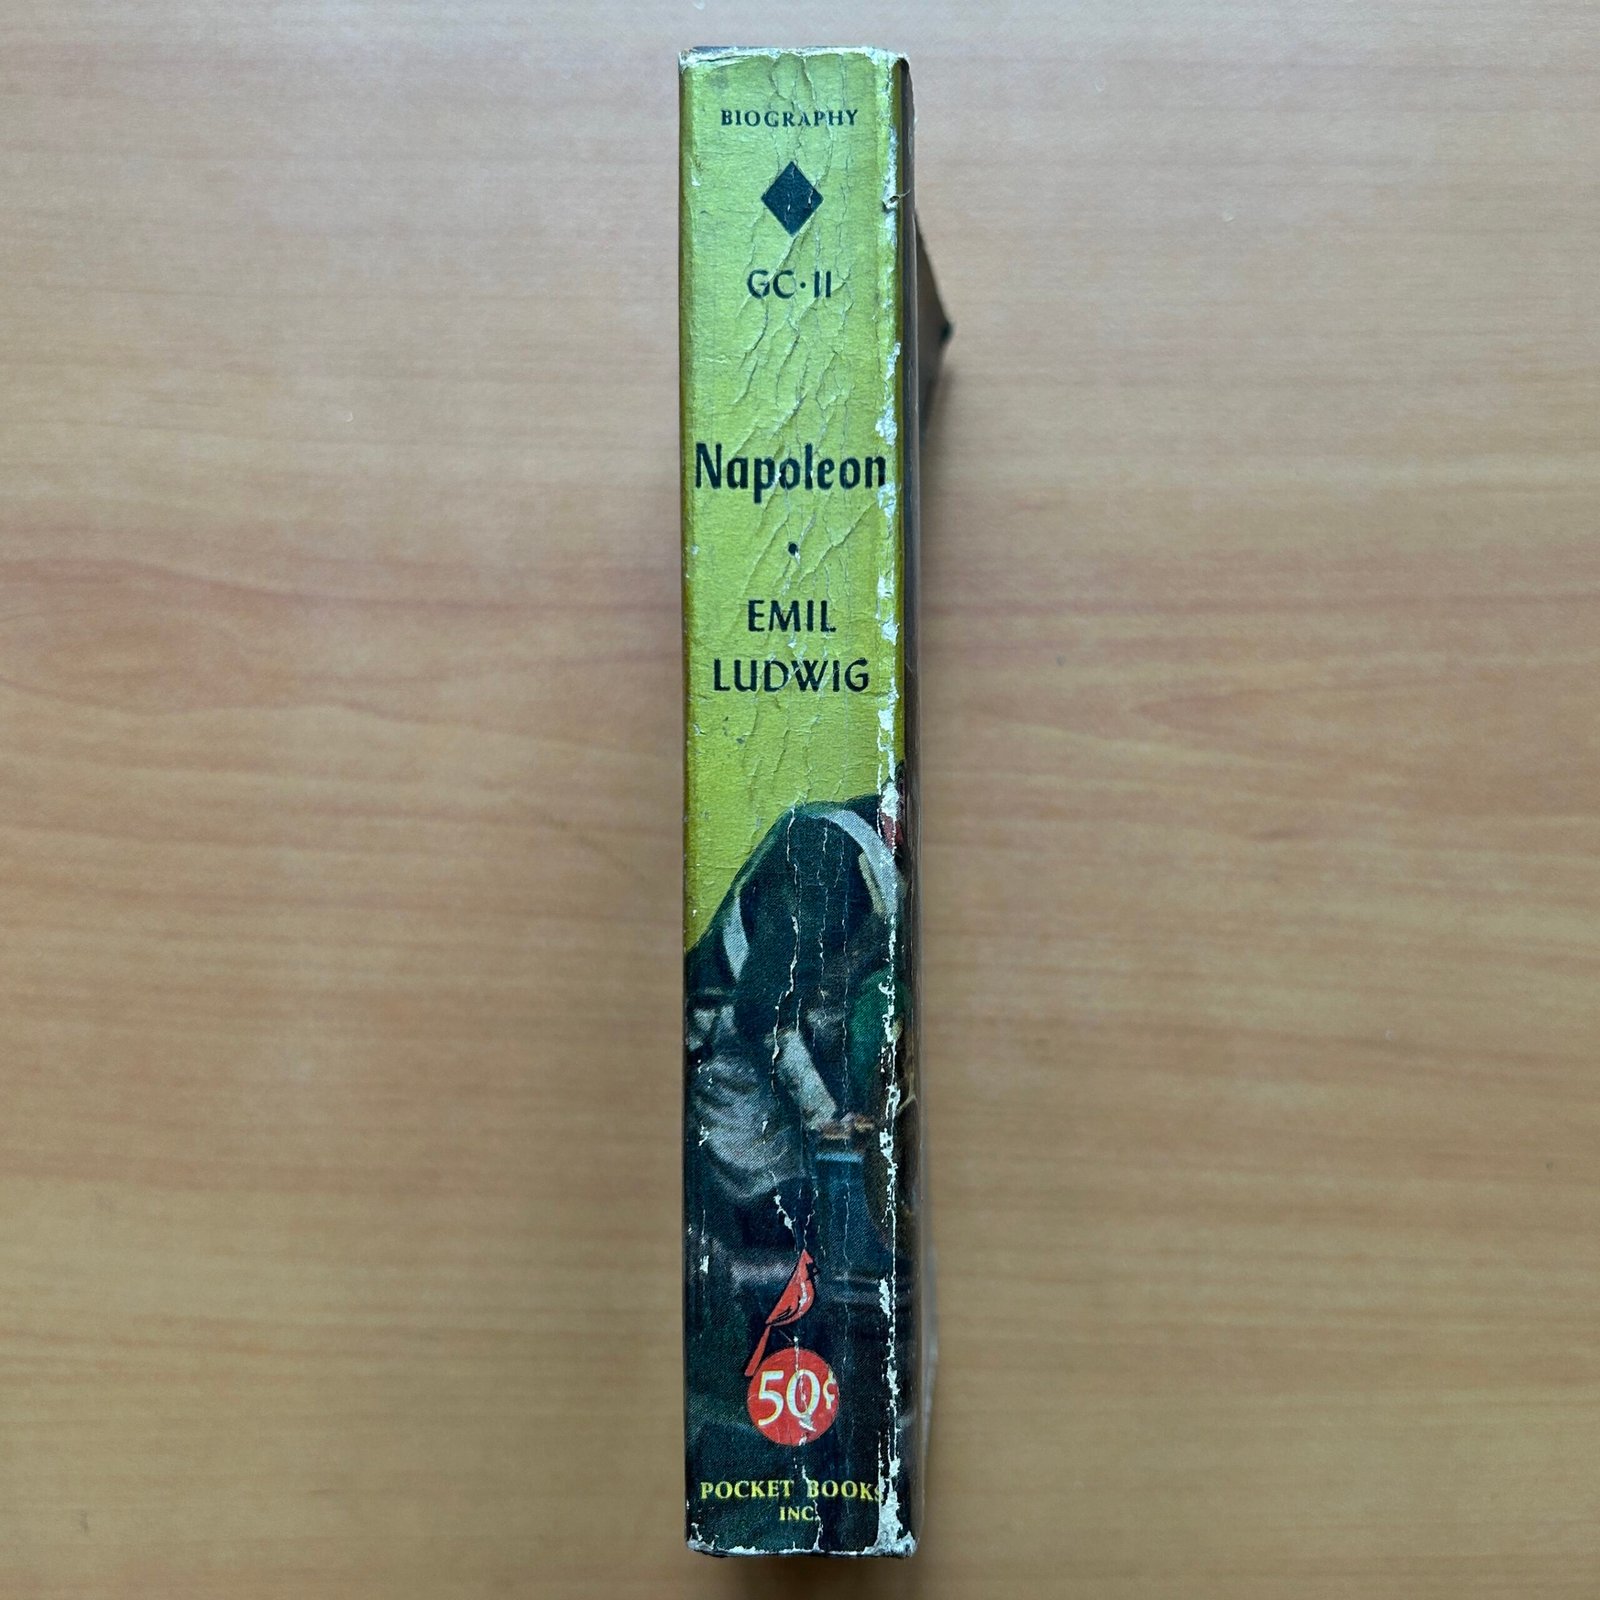 BIOGRAPHY
GC·11
Napoleon
•
EMIL
LUDWIG
50¢
POCKET BOOKS
INC.